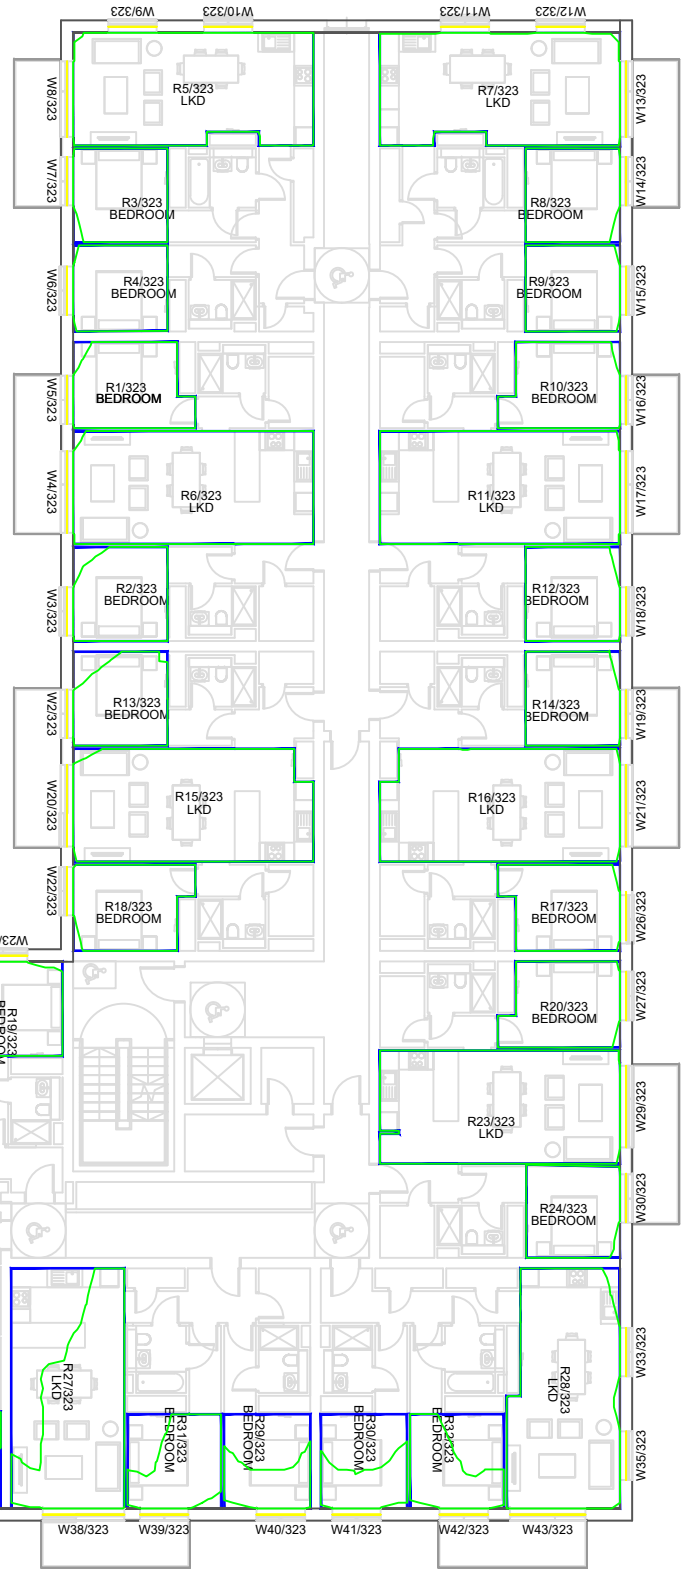 W9/323
W10/323
W11/323
W12/323
W8/323
R5/323
LKD
R7/323
LKD
W13/323
W7/323
R3/323
BEDROOM
R8/323
BEDROOM
W14/323
W6/323
R4/323
BEDROOM
R9/323
BEDROOM
W15/323
W5/323
R1/323
BEDROOM
R10/323
BEDROOM
W16/323
W4/323
R6/323
LKD
R11/323
LKD
W17/323
W3/323
R2/323
BEDROOM
R12/323
BEDROOM
W18/323
W2/323
R13/323
BEDROOM
R14/323
BEDROOM
W19/323
W20/323
R15/323
LKD
R16/323
LKD
W21/323
W22/323
R18/323
BEDROOM
R17/323
BEDROOM
W26/323
W23/
R19/323
BEDROOM
R20/323
BEDROOM
W27/323
R23/323
LKD
W29/323
R24/323
BEDROOM
W30/323
R27/323
LKD
R31/323
BEDROOM
R29/323
BEDROOM
R30/323
BEDROOM
R32/323
BEDROOM
R28/323
LKD
W33/323
W35/323
W38/323
W39/323
W40/323
W41/323
W42/323
W43/323